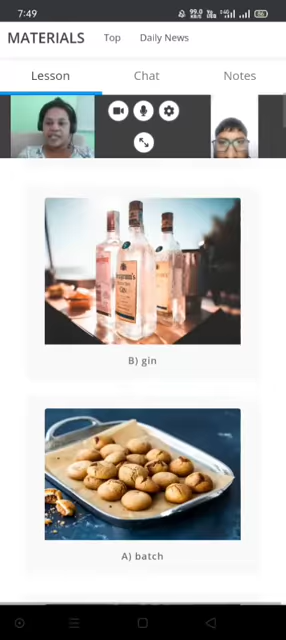 7:49
MATERIALS Top Daily News
Lesson Chat Notes
B) gin
A) batch